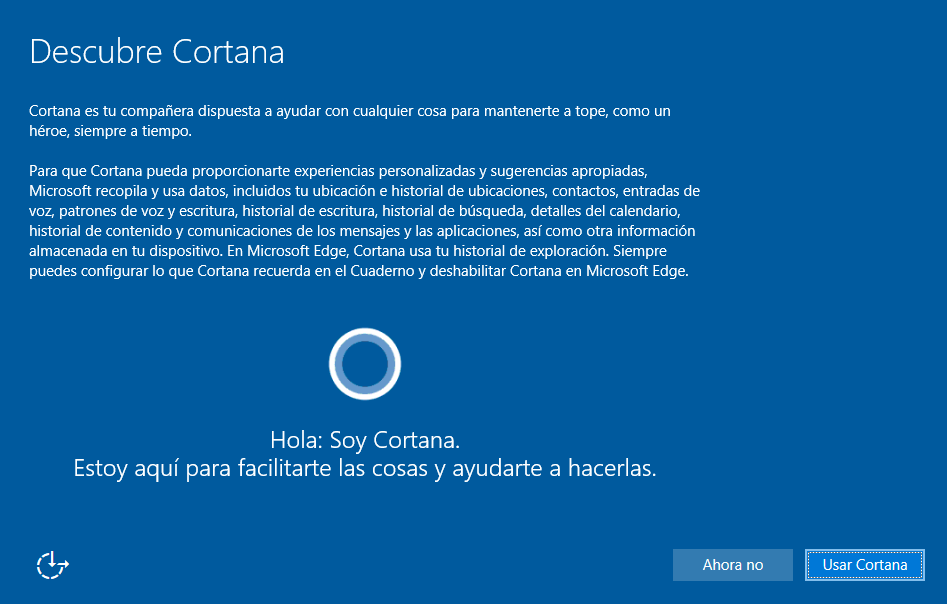 Descubre Cortana
Cortana es tu compañera dispuesta a ayudar con cualquier cosa para mantenerte a tope, como un
héroe, siempre a tiempo.
Para que Cortana pueda proporcionarte experiencias personalizadas y sugerencias apropiadas,
Microsoft recopila y usa datos, incluidos tu ubicación e historial de ubicaciones, contactos, entradas de
voz, patrones de voz y escritura, historial de escritura, historial de búsqueda, detalles del calendario,
historial de contenido y comunicaciones de los mensajes y las aplicaciones, así como otra información
almacenada en tu dispositivo. En Microsoft Edge, Cortana usa tu historial de exploración. Siempre
puedes configurar lo que Cortana recuerda en el Cuaderno y deshabilitar Cortana en Microsoft Edge.
Hola: Soy Cortana.
Estoy aquí para facilitarte las cosas y ayudarte a hacerlas.
Ahora no
Usar Cortana